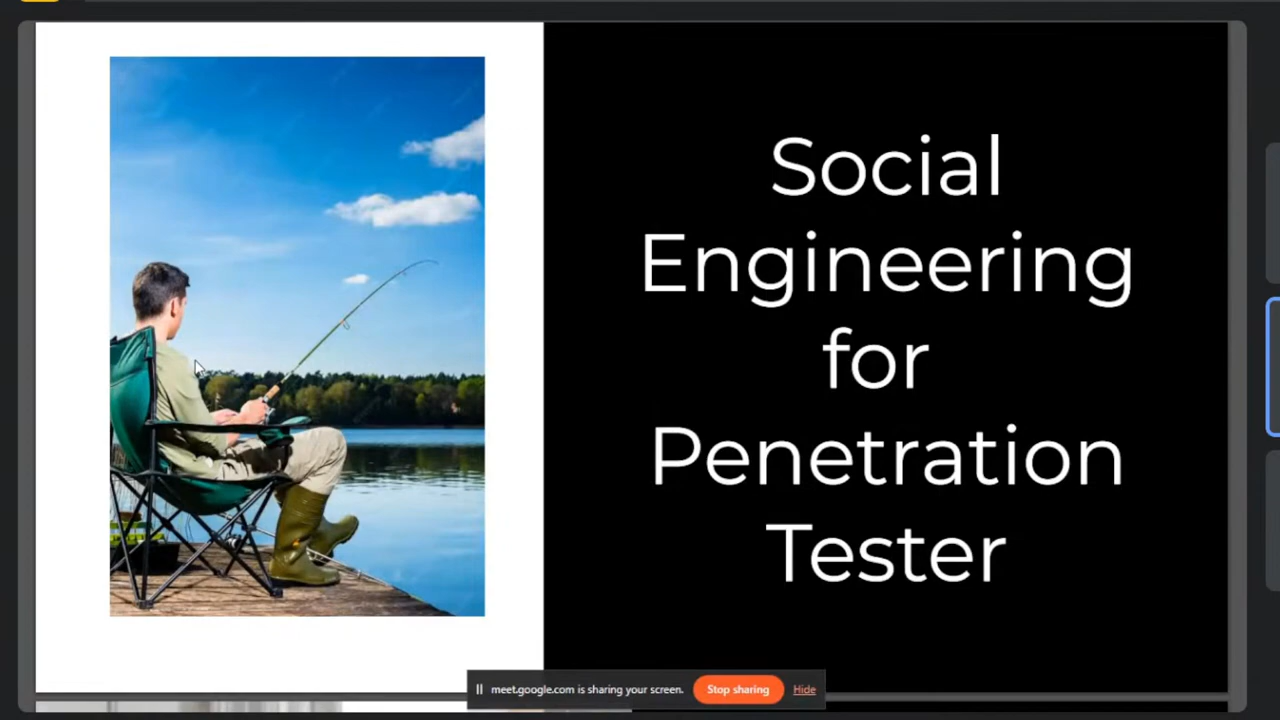 Social
Engineering
for
Penetration
Tester
meet.google.com is sharing your screen.
Stop sharing
Hide